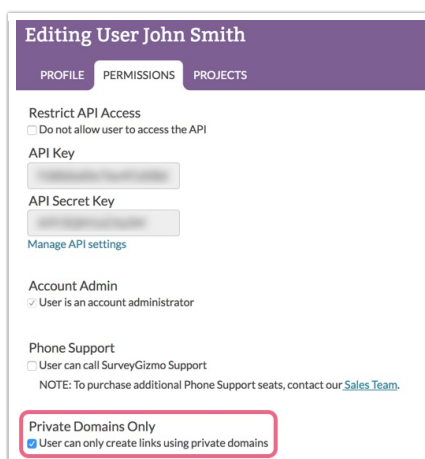 Editing User John Smith
PROFILE PERMISSIONS PROJECTS
Restrict API Access
Do not allow user to access the API
API Key
API Secret Key
Manage API settings
Account Admin
User is an account administrator
Phone Support
User can call SurveyGizmo Support
NOTE: To purchase additional Phone Support seats, contact our Sales Team.
Private Domains Only
User can only create links using private domains